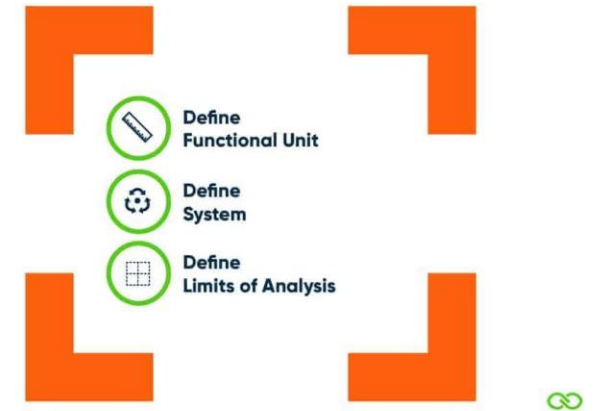 Define
Functional Unit
Define
System
Define
Limits of Analysis